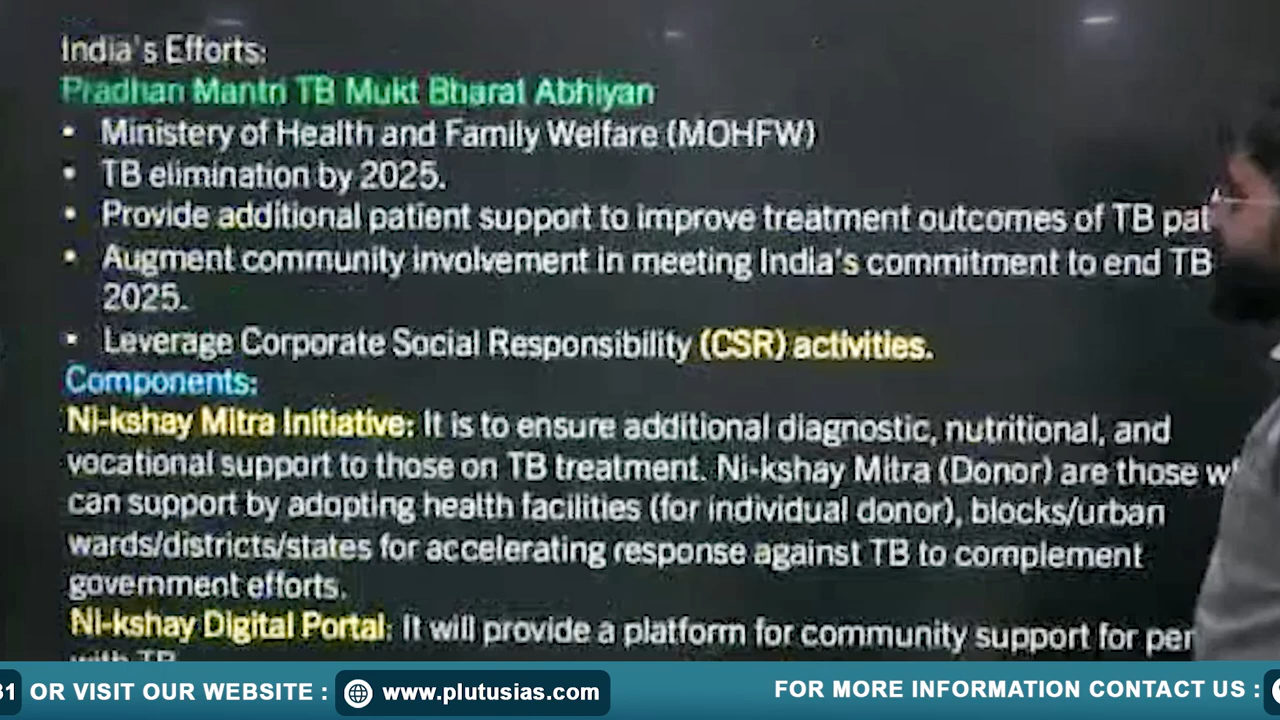 India's Efforts:
Pradhan Mantri TB Mukt Bharat Abhiyan
• Ministery of Health and Family Welfare (MOHFW)
• TB elimination by 2025.
• Provide additional patient support to improve treatment outcomes of TB
• Augment community involvement in meeting India's commitment to end TB
2025.
• Leverage Corporate Social Responsibility (CSR) activities.
Components:
Ni-kshay Mitra Initiative: It is to ensure additional diagnostic, nutritional, and
vocational support to those on TB treatment. Ni-kshay Mitra (Donor) are those
can support by adopting health facilities (for individual donor), blocks/urban
wards/districts/states for accelerating response against TB to complement
government efforts.
Ni-kshay Digital Portal: It will provide a platform for community support for
with TB
31 OR VISIT OUR WEBSITE : www.plutusias.com FOR MORE INFORMATION CONTACT US :